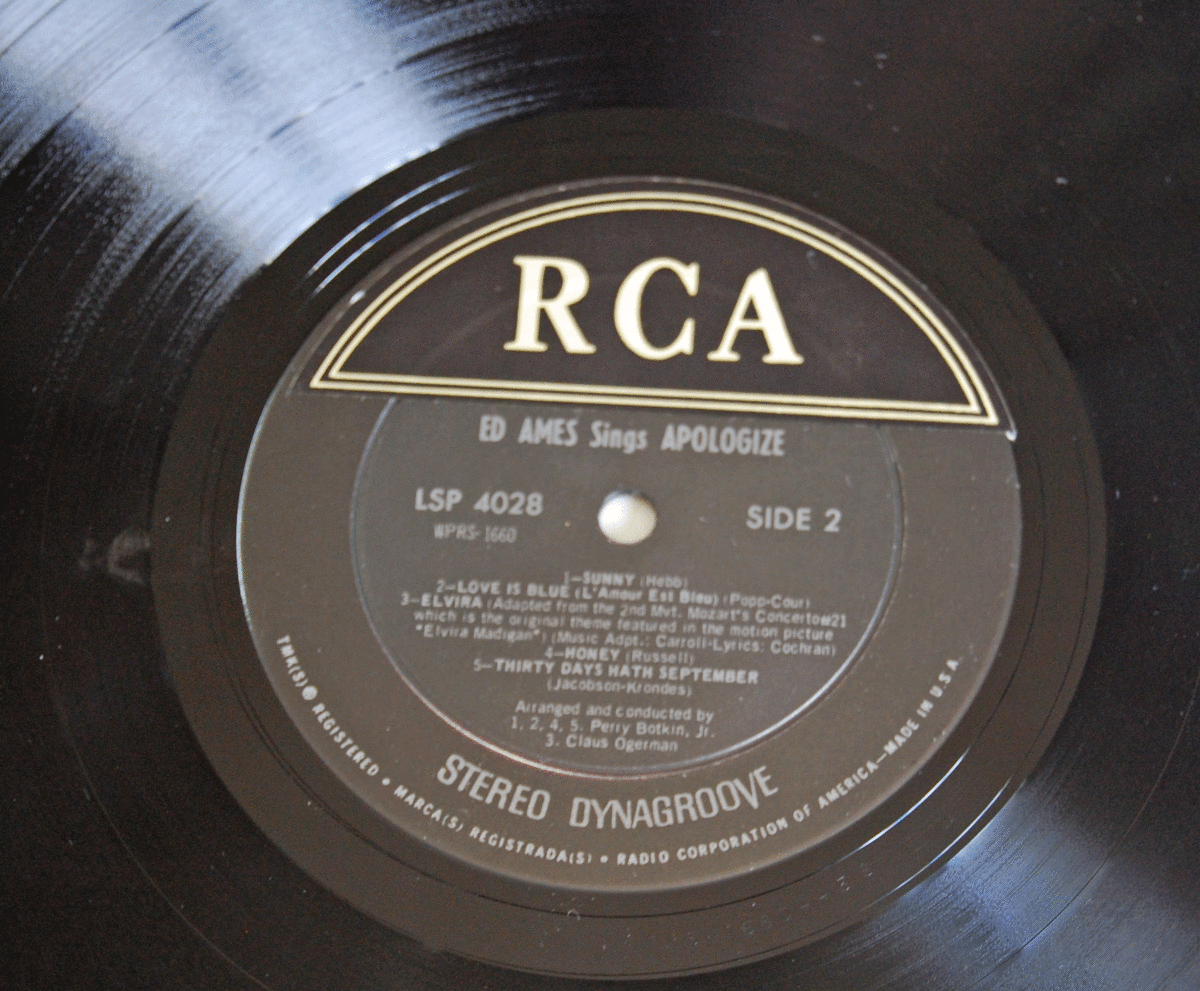 RCA
ED AMES Sings APOLOGIZE
LSP 4028
SIDE 2
WPRS-1660
1—SUNNY (Hebb)
2—LOVE IS BLUE (L'Amour Est Bleu) (Popp-Cour)
3—ELVIRA (Adapted from the 2nd Mvt. Mozart's Concerto#21
which is the original theme featured in the motion picture
"Elvira Madigan") (Music Adpt.: Carroll-Lyrics: Cochran)
4—HONEY (Russell)
5—THIRTY DAYS HATH SEPTEMBER
(Jacobson-Krondes)
Arranged and conducted by
1, 2, 4, 5. Perry Botkin, Jr.
3. Claus Ogerman
STEREO DYNAGROOVE
TMK(S) ® REGISTERED • MARCA(S) REGISTRADA(S) • RADIO CORPORATION OF AMERICA—MADE IN U.S.A.